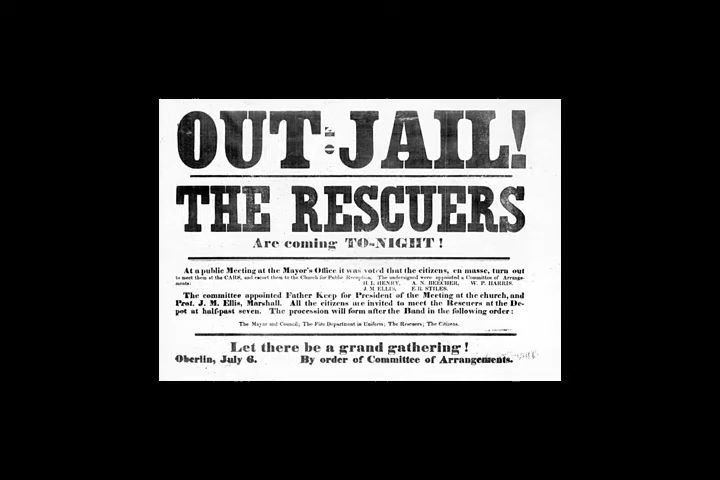 OUT OF JAIL!
THE RESCUERS
Are coming TO-NIGHT!
At a public Meeting at the Mayor's Office it was voted that the citizens, en masse, turn out
to meet them at the CARS, and escort them to the Church for Public Reception. The undersigned were appointed a Committee of Arrange-
ments: H. L. HENRY, A. N. BEECHER, W. P. HARRIS.
J. M. ELLIS, E. R. STILES.
The committee appointed Father Keep for President of the Meeting at the church, and
Prof. J. M. Ellis, Marshall. All the citizens are invited to meet the Rescuers at the De-
pot at half-past seven. The procession will form after the Band in the following order:
The Mayor and Council; The Fire Department in Uniform; The Rescuers; The Citizens.
Let there be a grand gathering!
Oberlin, July 6. By order of Committee of Arrangements.